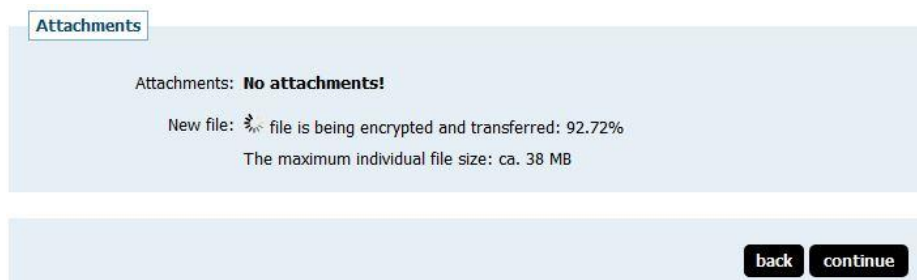 Attachments
Attachments: No attachments!
New file: file is being encrypted and transferred: 92.72%
The maximum individual file size: ca. 38 MB
back continue